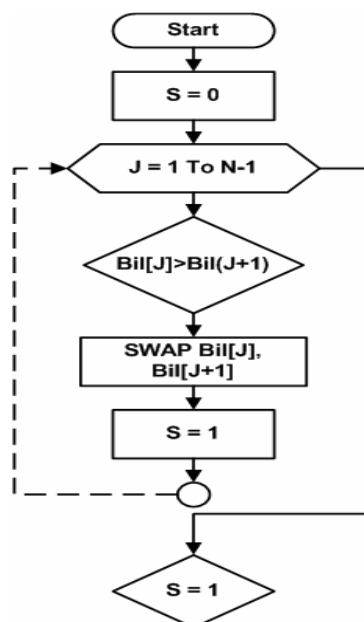 Start
S = 0
J = 1 To N-1
Bil[J]>Bil(J+1)
SWAP Bil[J],
Bil[J+1]
S = 1
S = 1